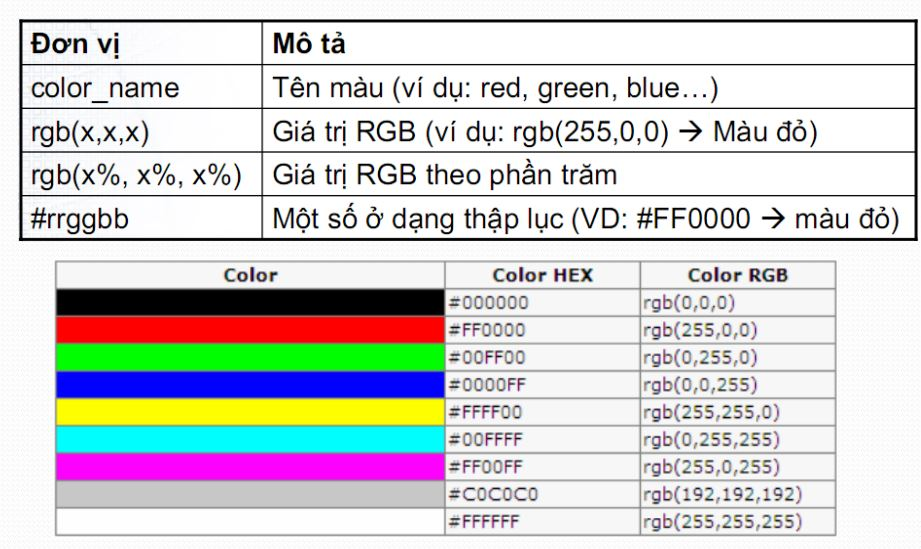 Đơn vị Mô tả
color_name Tên màu (ví dụ: red, green, blue…)
rgb(x,x,x) Giá trị RGB (ví dụ: rgb(255,0,0) → Màu đỏ)
rgb(x%, x%, x%) Giá trị RGB theo phần trăm
#rrggbb Một số ở dạng thập lục (VD: #FF0000 → màu đỏ)
Color Color HEX Color RGB
#000000 rgb(0,0,0)
#FF0000 rgb(255,0,0)
#00FF00 rgb(0,255,0)
#0000FF rgb(0,0,255)
#FFFF00 rgb(255,255,0)
#00FFFF rgb(0,255,255)
#FF00FF rgb(255,0,255)
#C0C0C0 rgb(192,192,192)
#FFFFFF rgb(255,255,255)